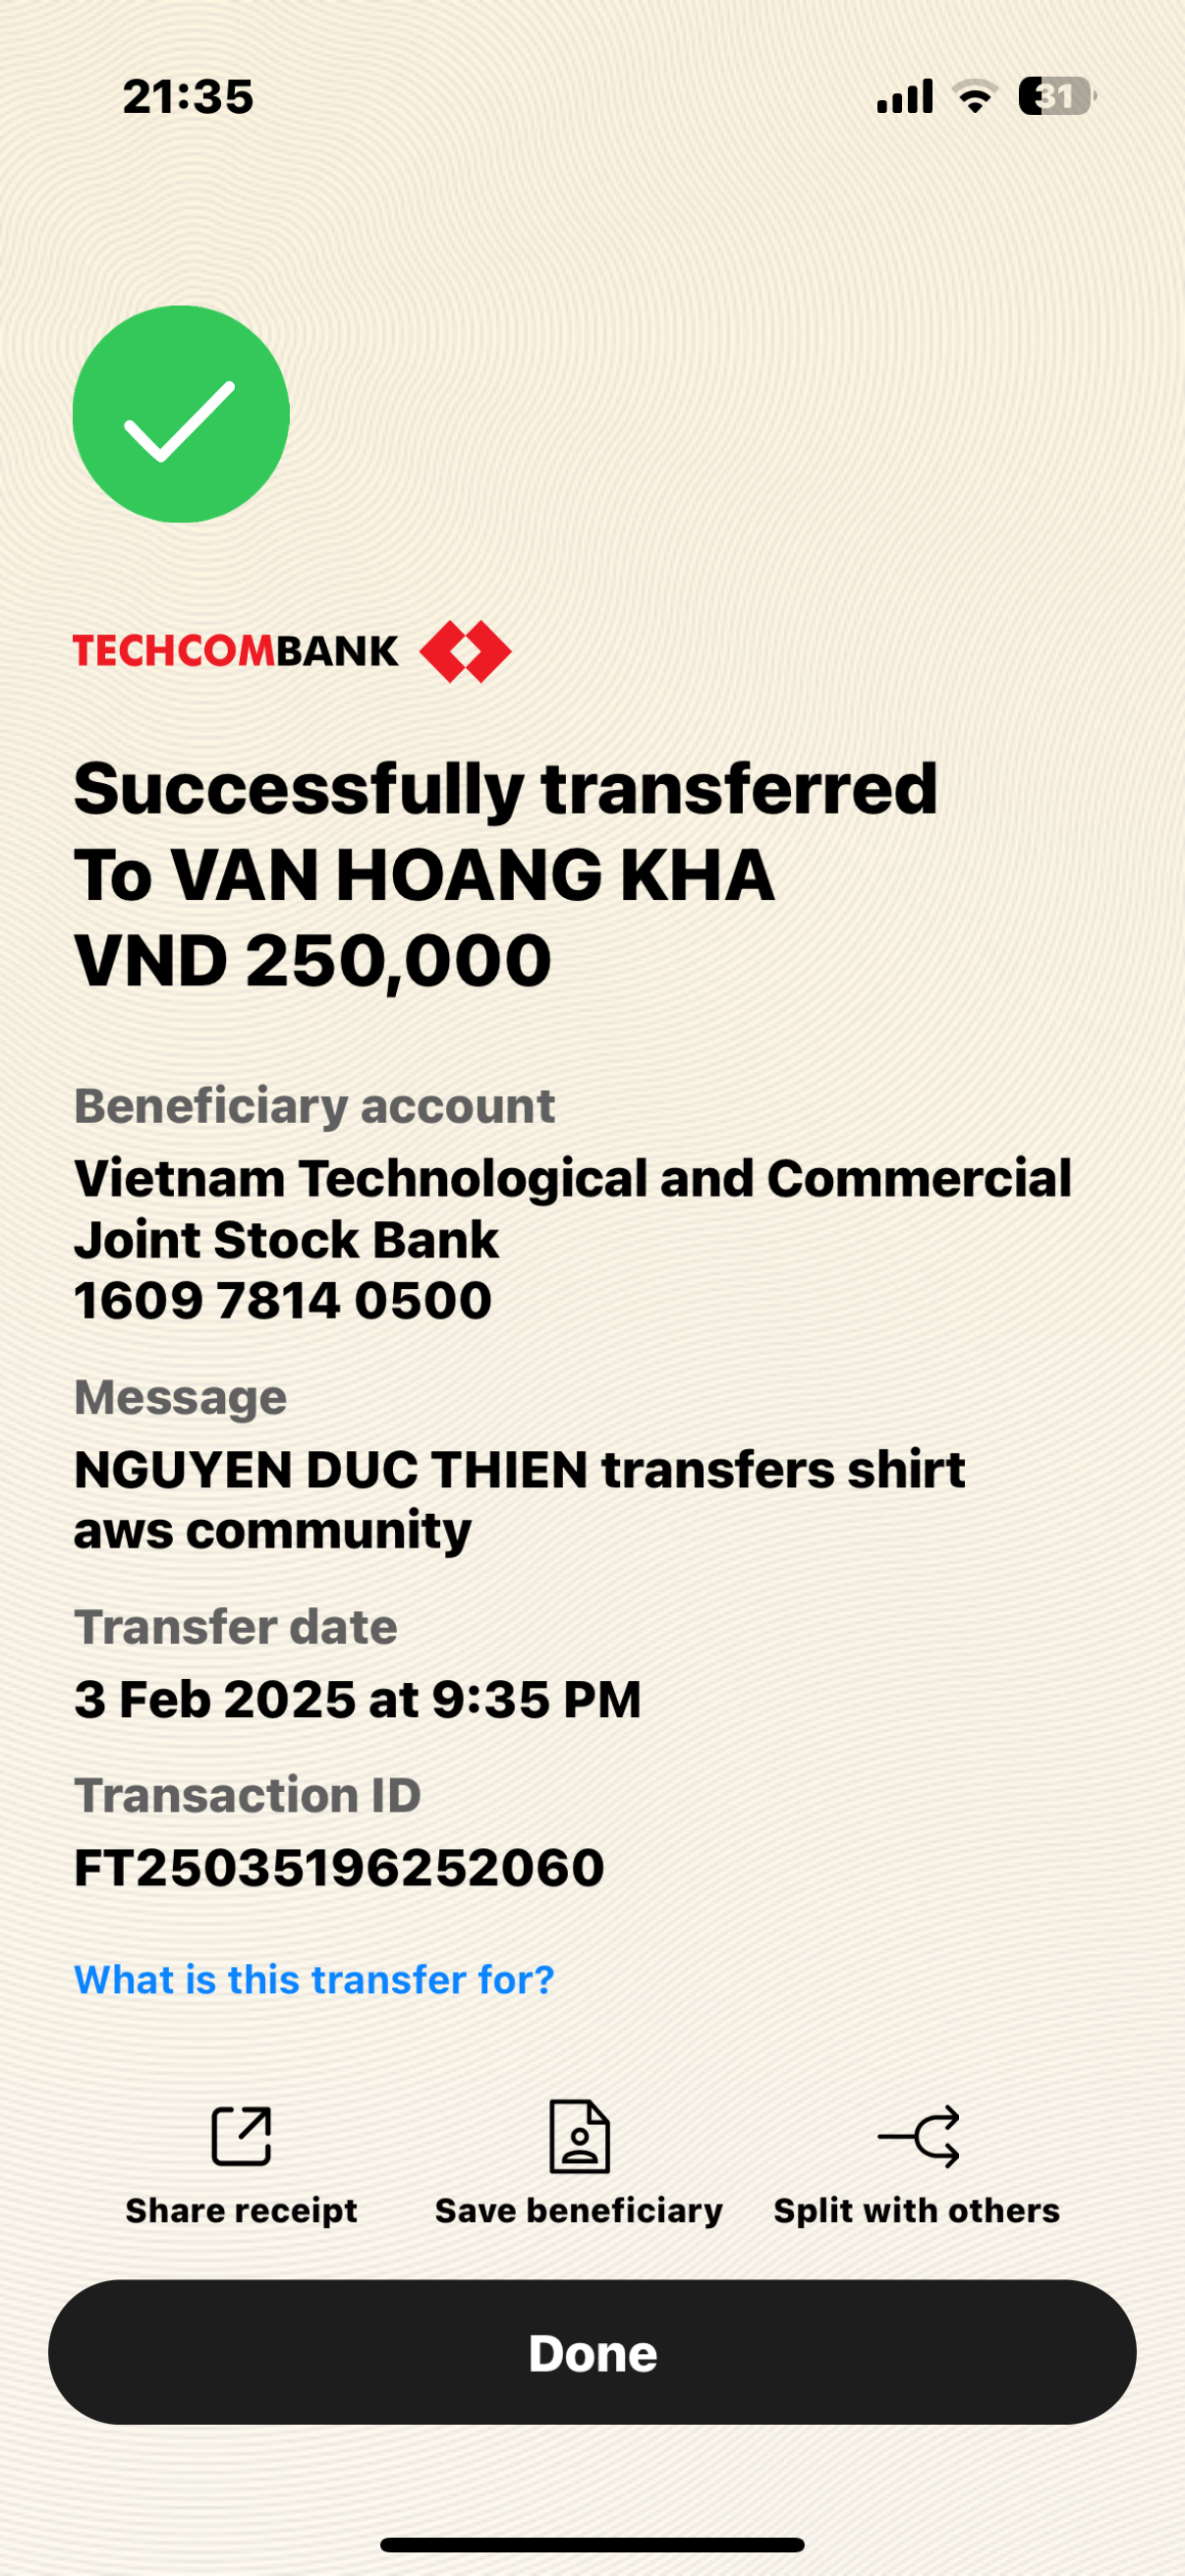 21:35
31
TECHCOMBANK
Successfully transferred
To VAN HOANG KHA
VND 250,000
Beneficiary account
Vietnam Technological and Commercial
Joint Stock Bank
1609 7814 0500
Message
NGUYEN DUC THIEN transfers shirt
aws community
Transfer date
3 Feb 2025 at 9:35 PM
Transaction ID
FT25035196252060
What is this transfer for?
Share receipt
Save beneficiary
Split with others
Done